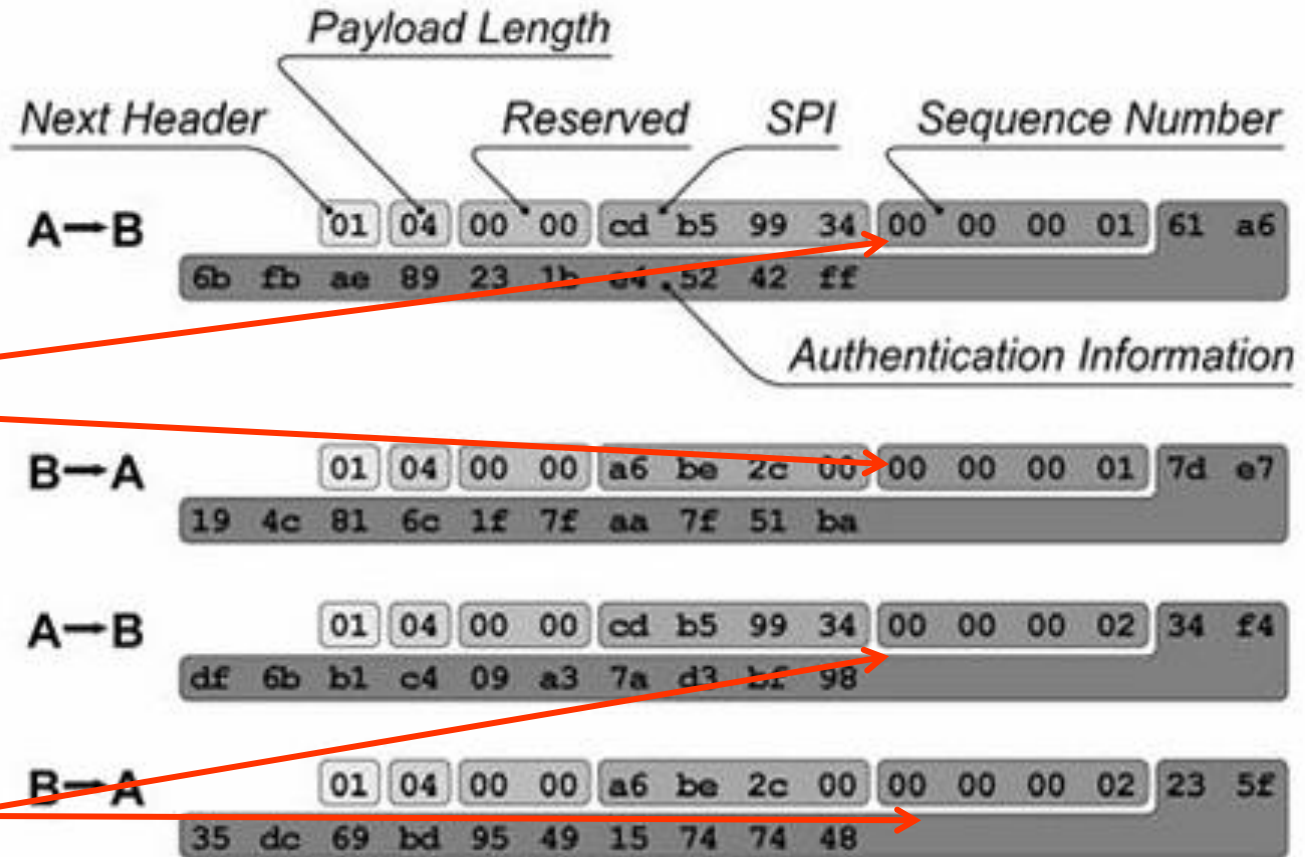 Payload Length
Next Header Reserved SPI Sequence Number
A→B 01 04 00 00 cd b5 99 34 00 00 00 01 61 a6
6b fb ae 89 23 1b e4 52 42 ff
Authentication Information
B→A 01 04 00 00 a6 be 2c 00 00 00 00 01 7d e7
19 4c 81 6c 1f 7f aa 7f 51 ba
A→B 01 04 00 00 cd b5 99 34 00 00 00 02 34 f4
df 6b b1 c4 09 a3 7a d3 bf 98
B→A 01 04 00 00 a6 be 2c 00 00 00 00 02 23 5f
35 dc 69 bd 95 49 15 74 74 48